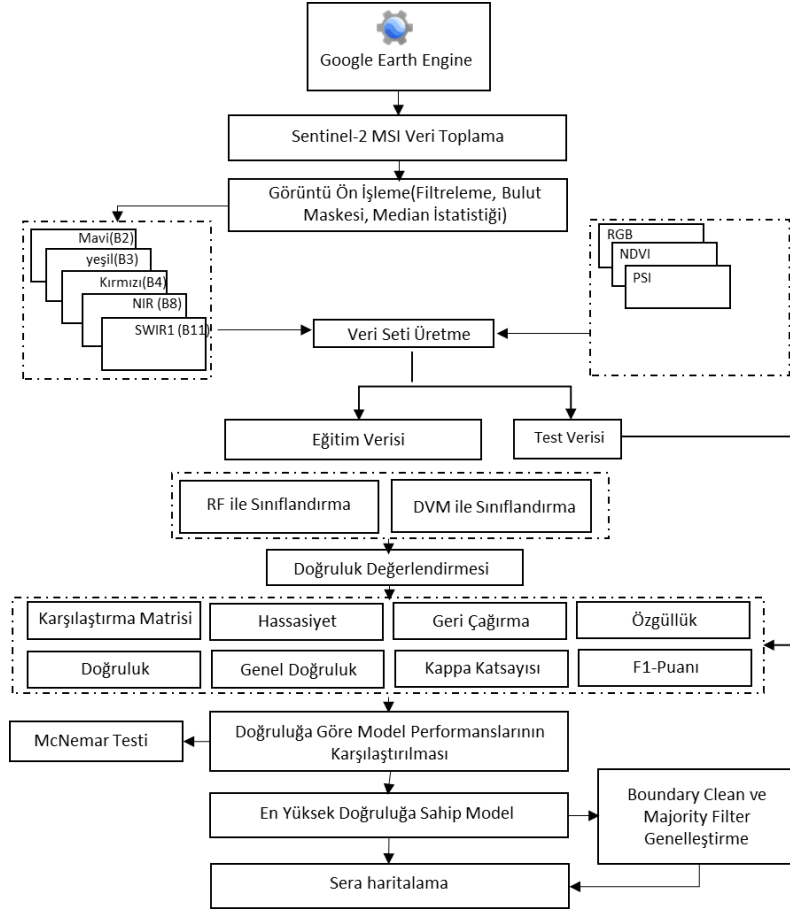 Google Earth Engine
Sentinel-2 MSI Veri Toplama
Görüntü Ön İşleme(Filtreleme, Bulut
Maskesi, Median İstatistiği)
Mavi(B2)
yeşil(B3)
Kırmızı(B4)
NIR (B8)
SWIR1 (B11)
RGB
NDVI
PSI
Veri Seti Üretme
Eğitim Verisi
Test Verisi
RF ile Sınıflandırma
DVM ile Sınıflandırma
Doğruluk Değerlendirmesi
Karşılaştırma Matrisi
Hassasiyet
Geri Çağırma
Özgüllük
Doğruluk
Genel Doğruluk
Kappa Katsayısı
F1-Puanı
McNemar Testi
Doğruluğa Göre Model Performanslarının
Karşılaştırılması
En Yüksek Doğruluğa Sahip Model
Boundary Clean ve
Majority Filter
Genelleştirme
Sera haritalama